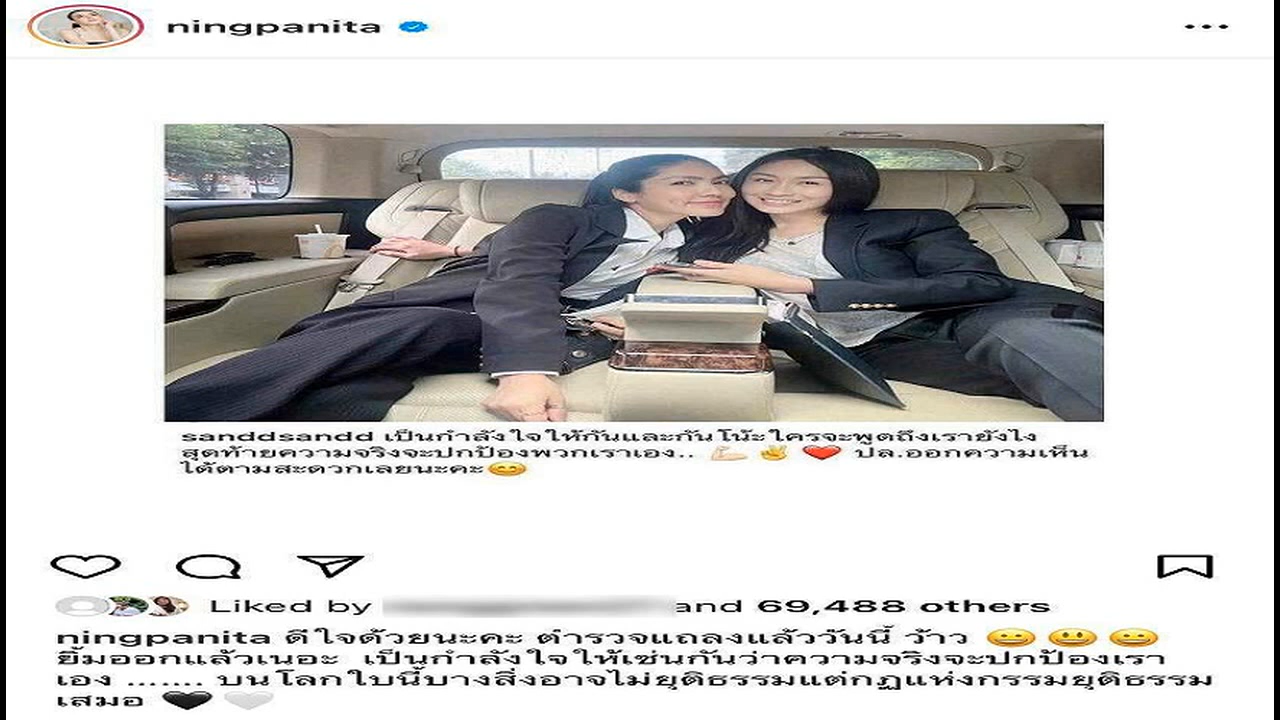 ningpanita
sanddsandd เป็นกำลังใจให้กันและกันโน้ะใครจะพูดถึงเรายังไง
สุดท้ายความจริงจะปกป้องพวกเราเอง.. 💪🏻✌️❤️ ปล.ออกความเห็น
ได้ตามสะดวกเลยนะคะ😊
Liked by and 69,488 others
ningpanita ดีใจด้วยนะคะ ตำรวจแถลงแล้ววันนี้ ว้าว 😀😃😀
ยิ้มออกแล้วเนอะ เป็นกำลังใจให้เช่นกันว่าความจริงจะปกป้องเรา
เอง ....... บนโลกใบนี้บางสิ่งอาจไม่ยุติธรรมแต่กฎแห่งกรรมยุติธรรม
เสมอ 🖤🤍